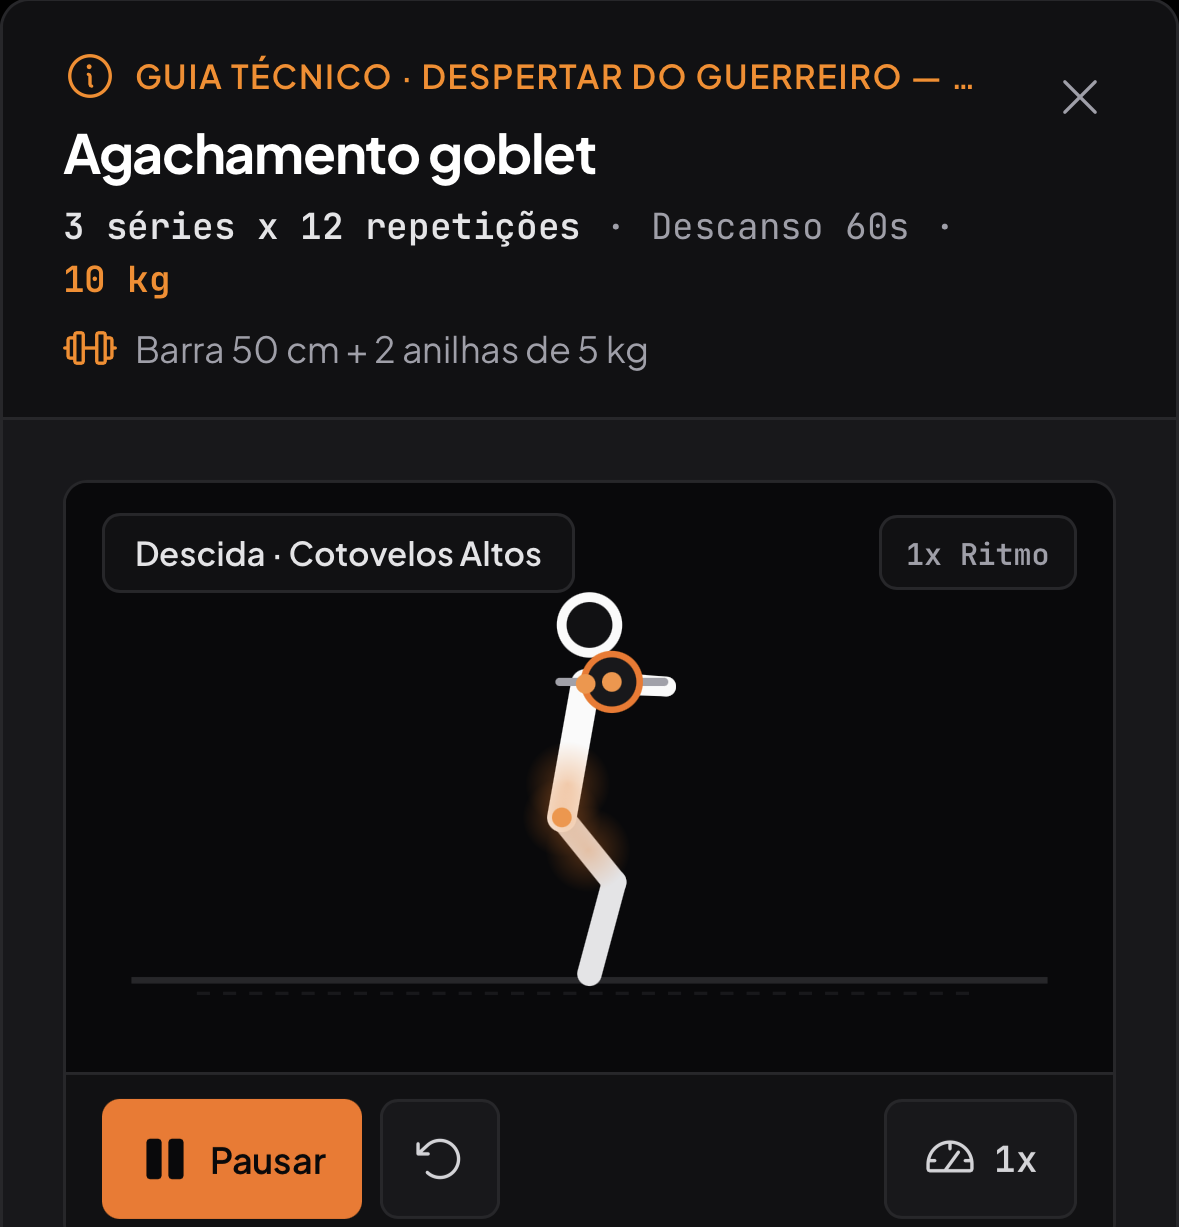 GUIA TÉCNICO · DESPERTAR DO GUERREIRO — …
Agachamento goblet
3 séries x 12 repetições · Descanso 60s ·
10 kg
Barra 50 cm + 2 anilhas de 5 kg
Descida · Cotovelos Altos
1x Ritmo
Pausar
1x